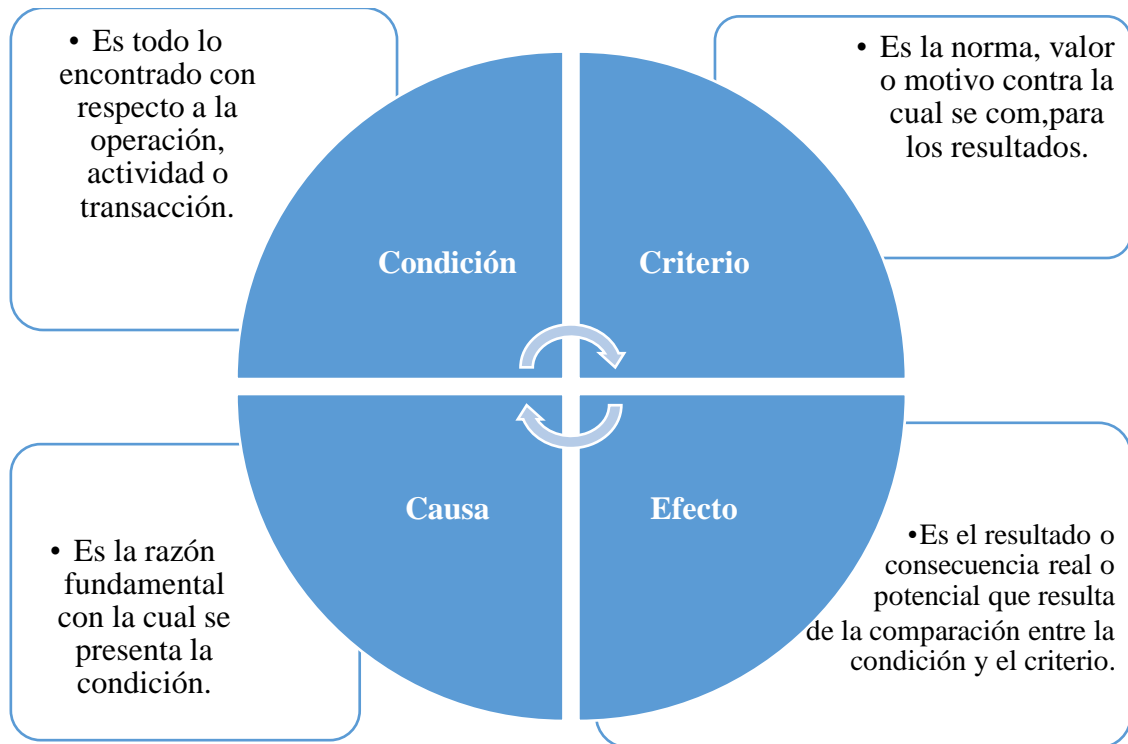 • Es todo lo
encontrado con
respecto a la
operación,
actividad o
transacción.
• Es la norma, valor
o motivo contra la
cual se com,para
los resultados.
Condición
Criterio
Causa
Efecto
• Es la razón
fundamental
con la cual se
presenta la
condición.
•Es el resultado o
consecuencia real o
potencial que resulta
de la comparación entre la
condición y el criterio.